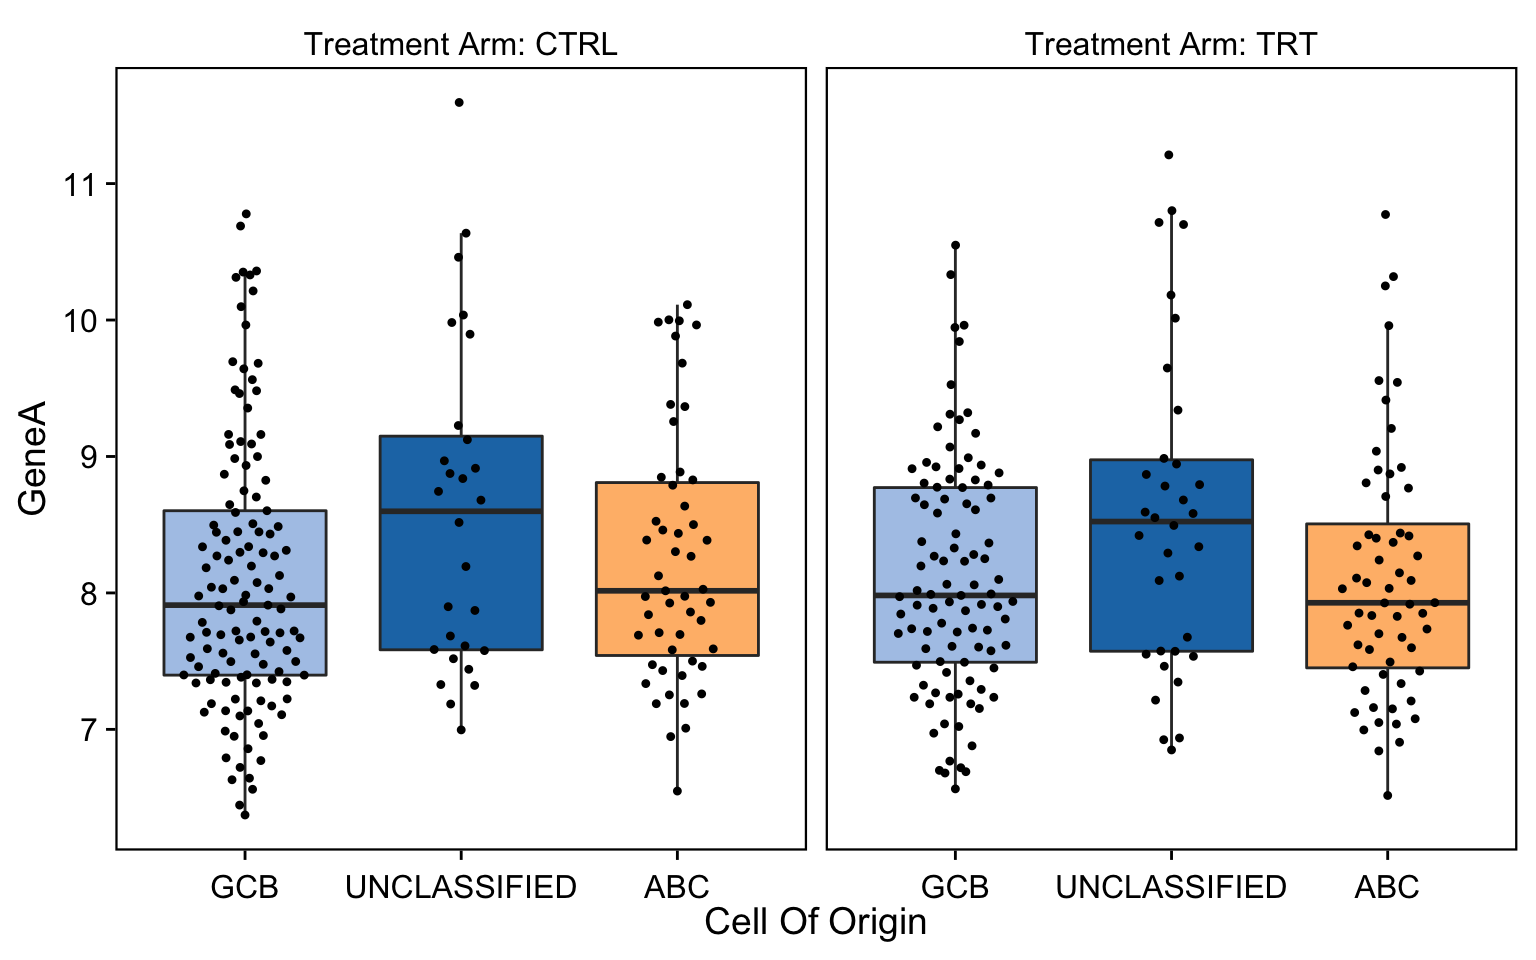 Treatment Arm: CTRL
Treatment Arm: TRT
GeneA
11
10
9
8
7
GCB
UNCLASSIFIED
ABC
GCB
UNCLASSIFIED
ABC
Cell Of Origin